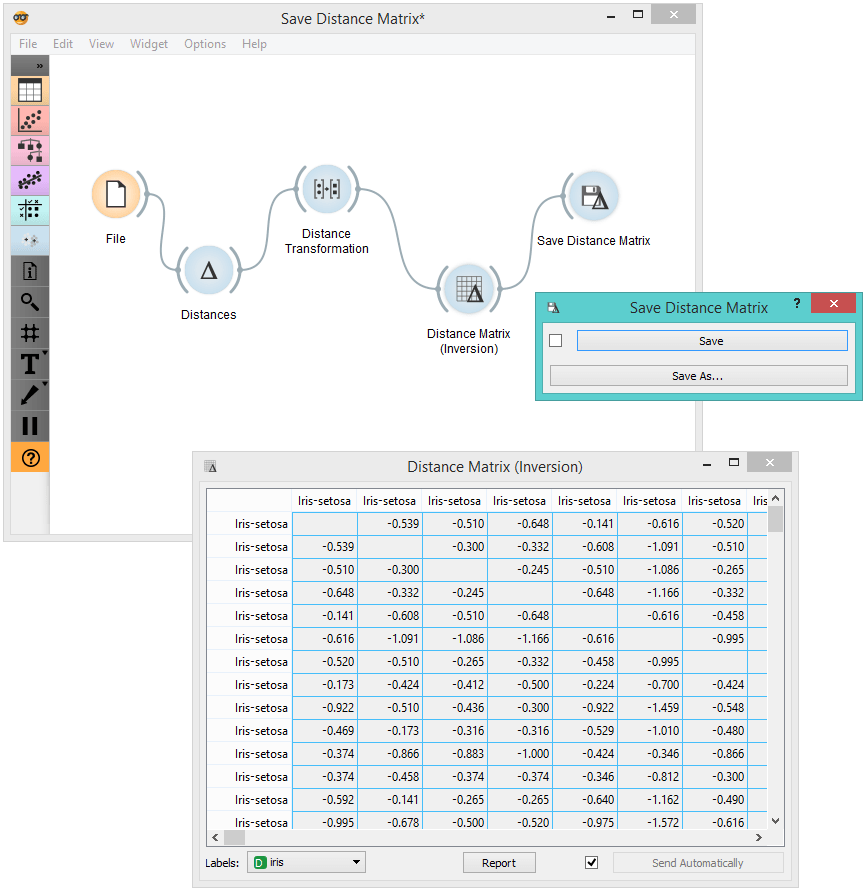 Save Distance Matrix*
File Edit View Widget Options Help
»
File
Distances
Distance
Transformation
Distance Matrix
(Inversion)
Save Distance Matrix
Save Distance Matrix ?
Save
Save As...
Distance Matrix (Inversion)
Iris-setosa Iris-setosa Iris-setosa Iris-setosa Iris-setosa Iris-setosa Iris-setosa Iris
Iris-setosa -0.539 -0.510 -0.648 -0.141 -0.616 -0.520
Iris-setosa -0.539 -0.300 -0.332 -0.608 -1.091 -0.510
Iris-setosa -0.510 -0.300 -0.245 -0.510 -1.086 -0.265
Iris-setosa -0.648 -0.332 -0.245 -0.648 -1.166 -0.332
Iris-setosa -0.141 -0.608 -0.510 -0.648 -0.616 -0.458
Iris-setosa -0.616 -1.091 -1.086 -1.166 -0.616 -0.995
Iris-setosa -0.520 -0.510 -0.265 -0.332 -0.458 -0.995
Iris-setosa -0.173 -0.424 -0.412 -0.500 -0.224 -0.700 -0.424
Iris-setosa -0.922 -0.510 -0.436 -0.300 -0.922 -1.459 -0.548
Iris-setosa -0.469 -0.173 -0.316 -0.316 -0.529 -1.010 -0.480
Iris-setosa -0.374 -0.866 -0.883 -1.000 -0.424 -0.346 -0.866
Iris-setosa -0.374 -0.458 -0.374 -0.374 -0.346 -0.812 -0.300
Iris-setosa -0.592 -0.141 -0.265 -0.265 -0.640 -1.162 -0.490
Iris-setosa -0.995 -0.678 -0.500 -0.520 -0.975 -1.572 -0.616
Labels: D iris Report Send Automatically